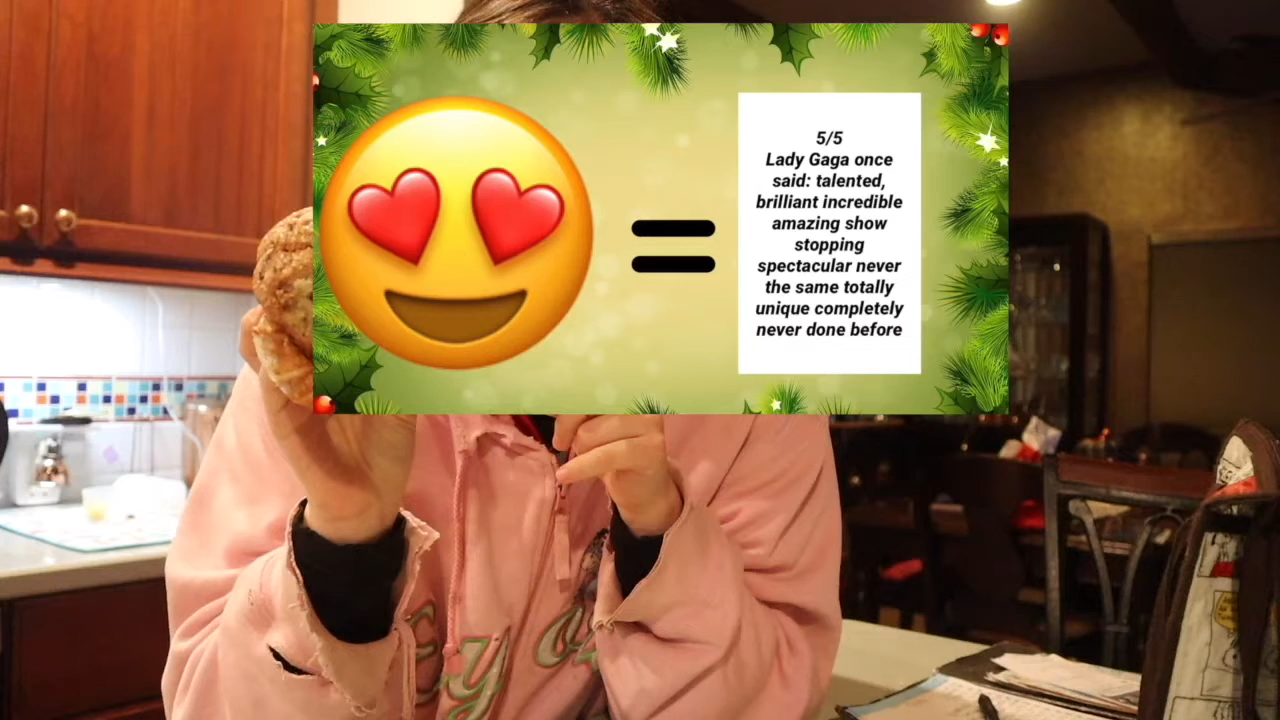 5/5
Lady Gaga once
said: talented,
brilliant incredible
amazing show
stopping
spectacular never
the same totally
unique completely
never done before